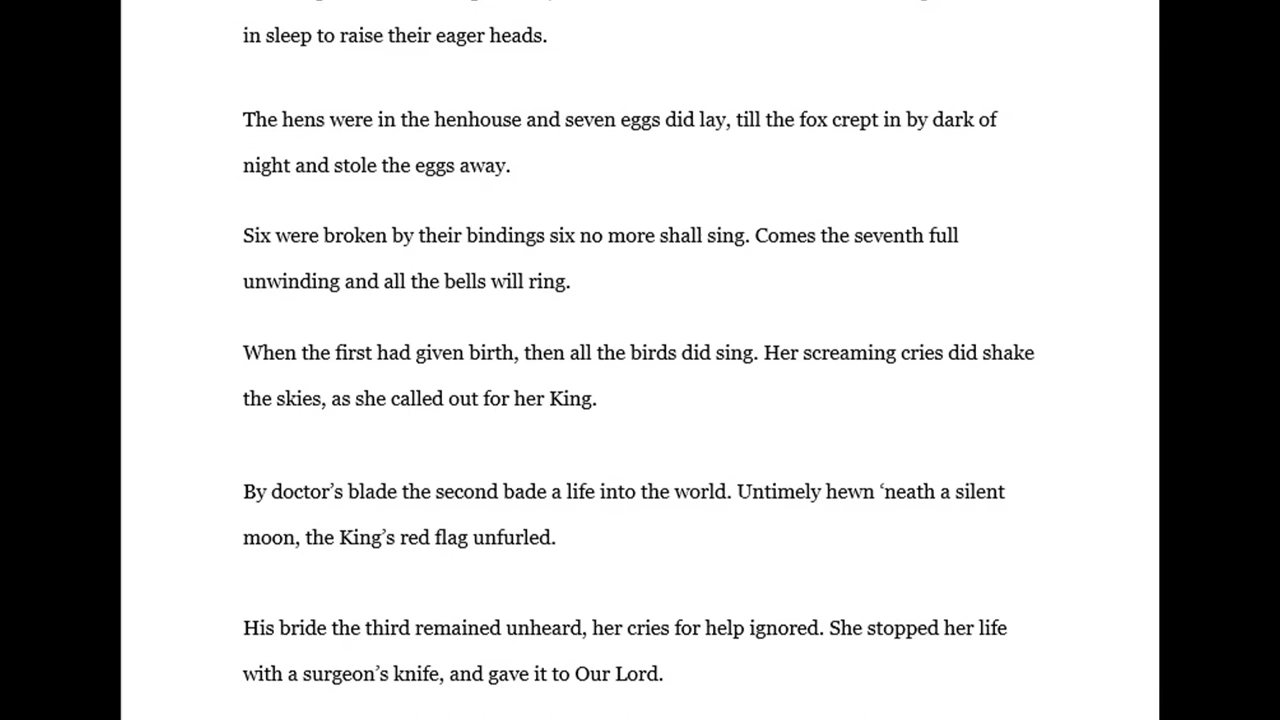 in sleep to raise their eager heads.
The hens were in the henhouse and seven eggs did lay, till the fox crept in by dark of
night and stole the eggs away.
Six were broken by their bindings six no more shall sing. Comes the seventh full
unwinding and all the bells will ring.
When the first had given birth, then all the birds did sing. Her screaming cries did shake
the skies, as she called out for her King.
By doctor’s blade the second bade a life into the world. Untimely hewn ‘neath a silent
moon, the King’s red flag unfurled.
His bride the third remained unheard, her cries for help ignored. She stopped her life
with a surgeon’s knife, and gave it to Our Lord.